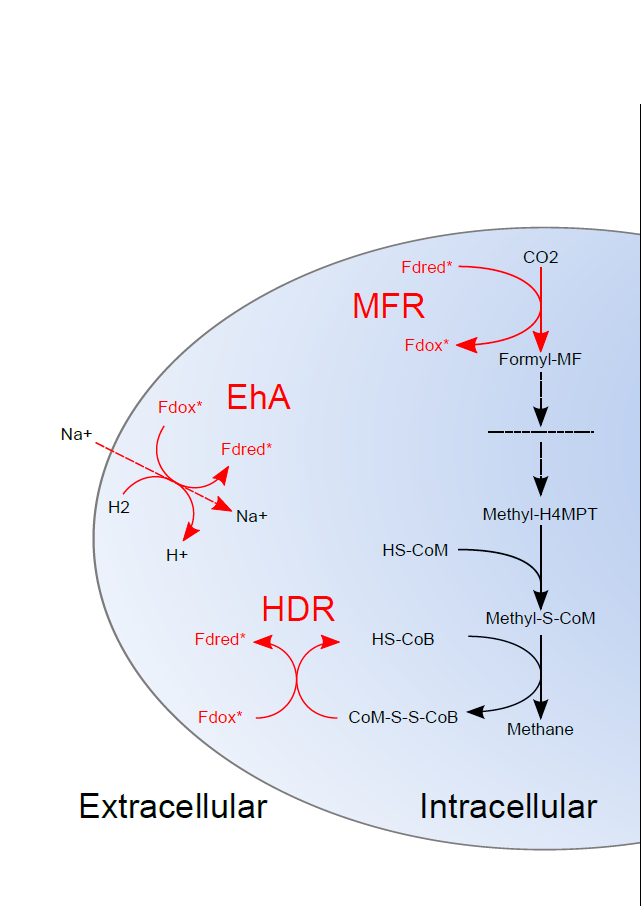 CO2
Fdred*
MFR
Fdox*
Formyl-MF
EhA
Fdox*
Na+
Fdred*
H2
Na+
Methyl-H4MPT
H+
HS-CoM
HDR
Methyl-S-CoM
Fdred*
HS-CoB
Fdox*
CoM-S-S-CoB
Methane
Extracellular
Intracellular